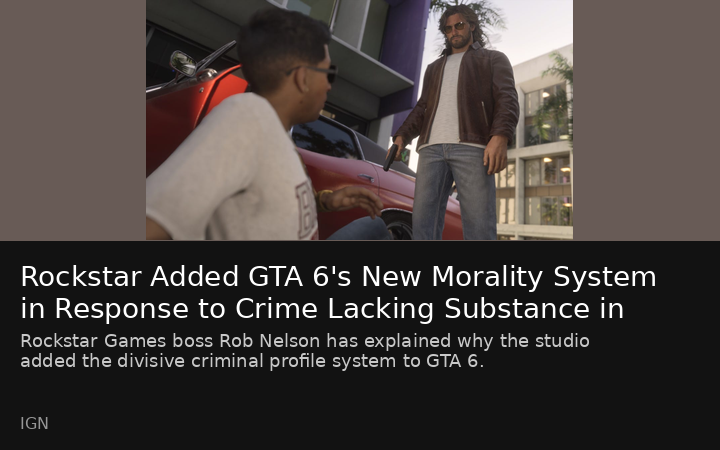 Rockstar Added GTA 6's New Morality System
in Response to Crime Lacking Substance in
Rockstar Games boss Rob Nelson has explained why the studio
added the divisive criminal profile system to GTA 6.
IGN